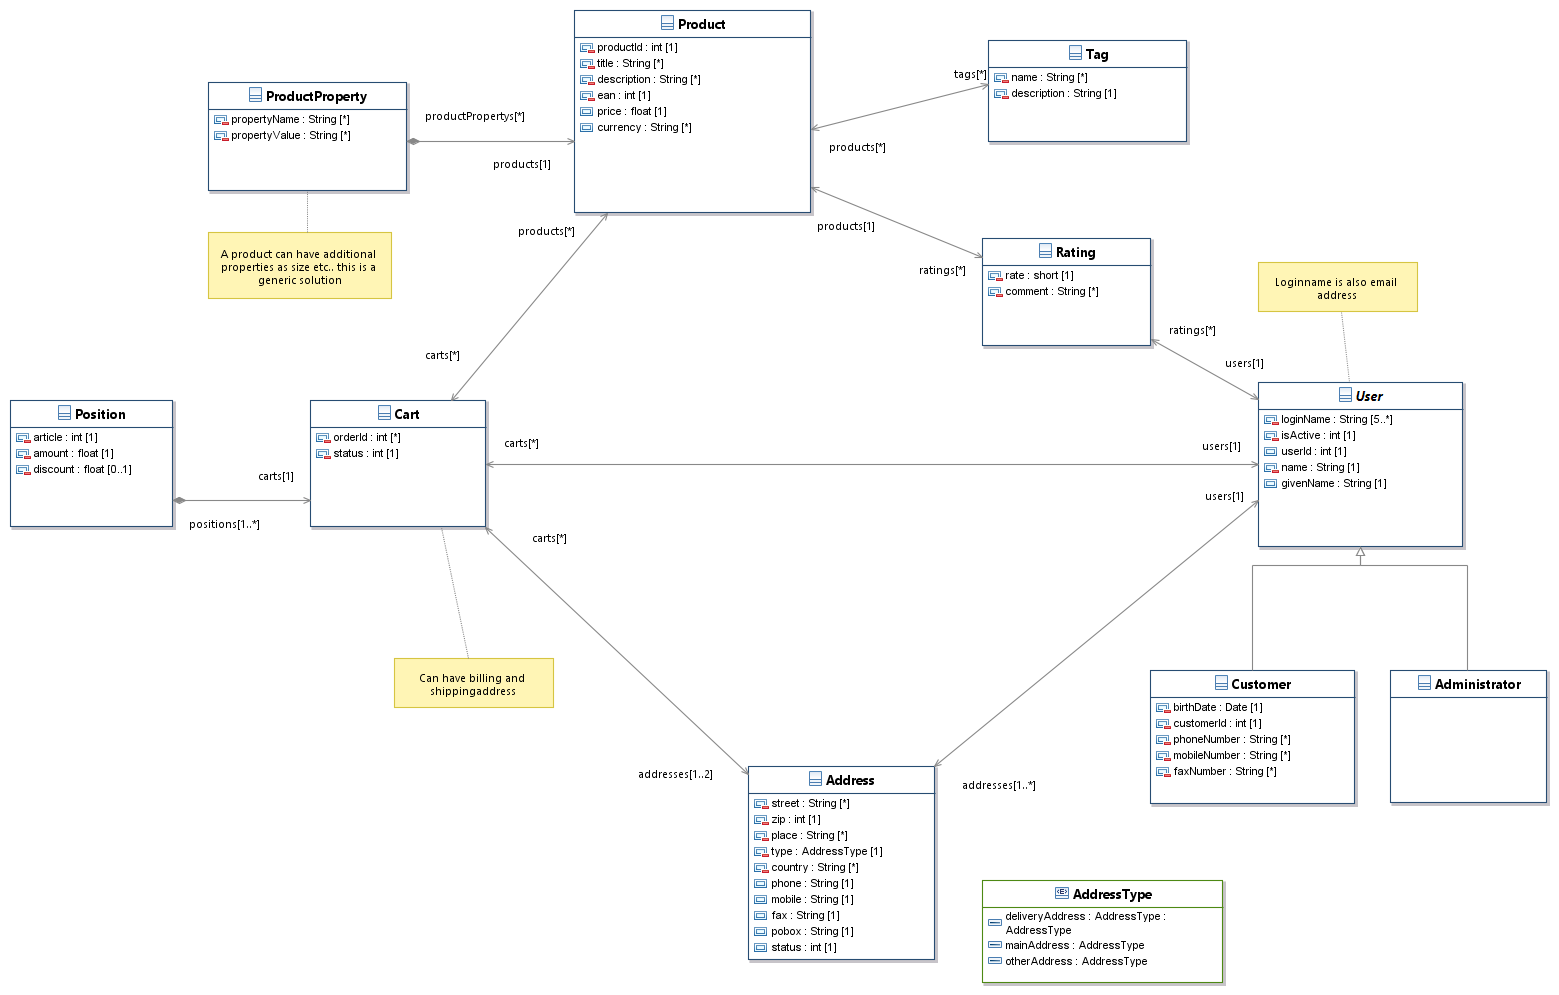 Product
productId : int [1]
title : String [*]
description : String [*]
ean : int [1]
price : float [1]
currency : String [*]
Tag
name : String [*]
description : String [1]
tags[*]
products[*]
ProductProperty
propertyName : String [*]
propertyValue : String [*]
productPropertys[*]
products[1]
A product can have additional
properties as size etc.. this is a
generic solution
products[*]
carts[*]
products[1]
ratings[*]
Rating
rate : short [1]
comment : String [*]
Loginname is also email
address
ratings[*]
users[1]
User
loginName : String [5..*]
isActive : int [1]
userId : int [1]
name : String [1]
givenName : String [1]
Position
article : int [1]
amount : float [1]
discount : float [0..1]
carts[1]
positions[1..*]
Cart
orderId : int [*]
status : int [1]
carts[*]
users[1]
users[1]
carts[*]
Can have billing and
shippingaddress
addresses[1..2]
addresses[1..*]
Customer
birthDate : Date [1]
customerId : int [1]
phoneNumber : String [*]
mobileNumber : String [*]
faxNumber : String [*]
Administrator
Address
street : String [*]
zip : int [1]
place : String [*]
type : AddressType [1]
country : String [*]
phone : String [1]
mobile : String [1]
fax : String [1]
pobox : String [1]
status : int [1]
AddressType
deliveryAddress : AddressType :
AddressType
mainAddress : AddressType
otherAddress : AddressType